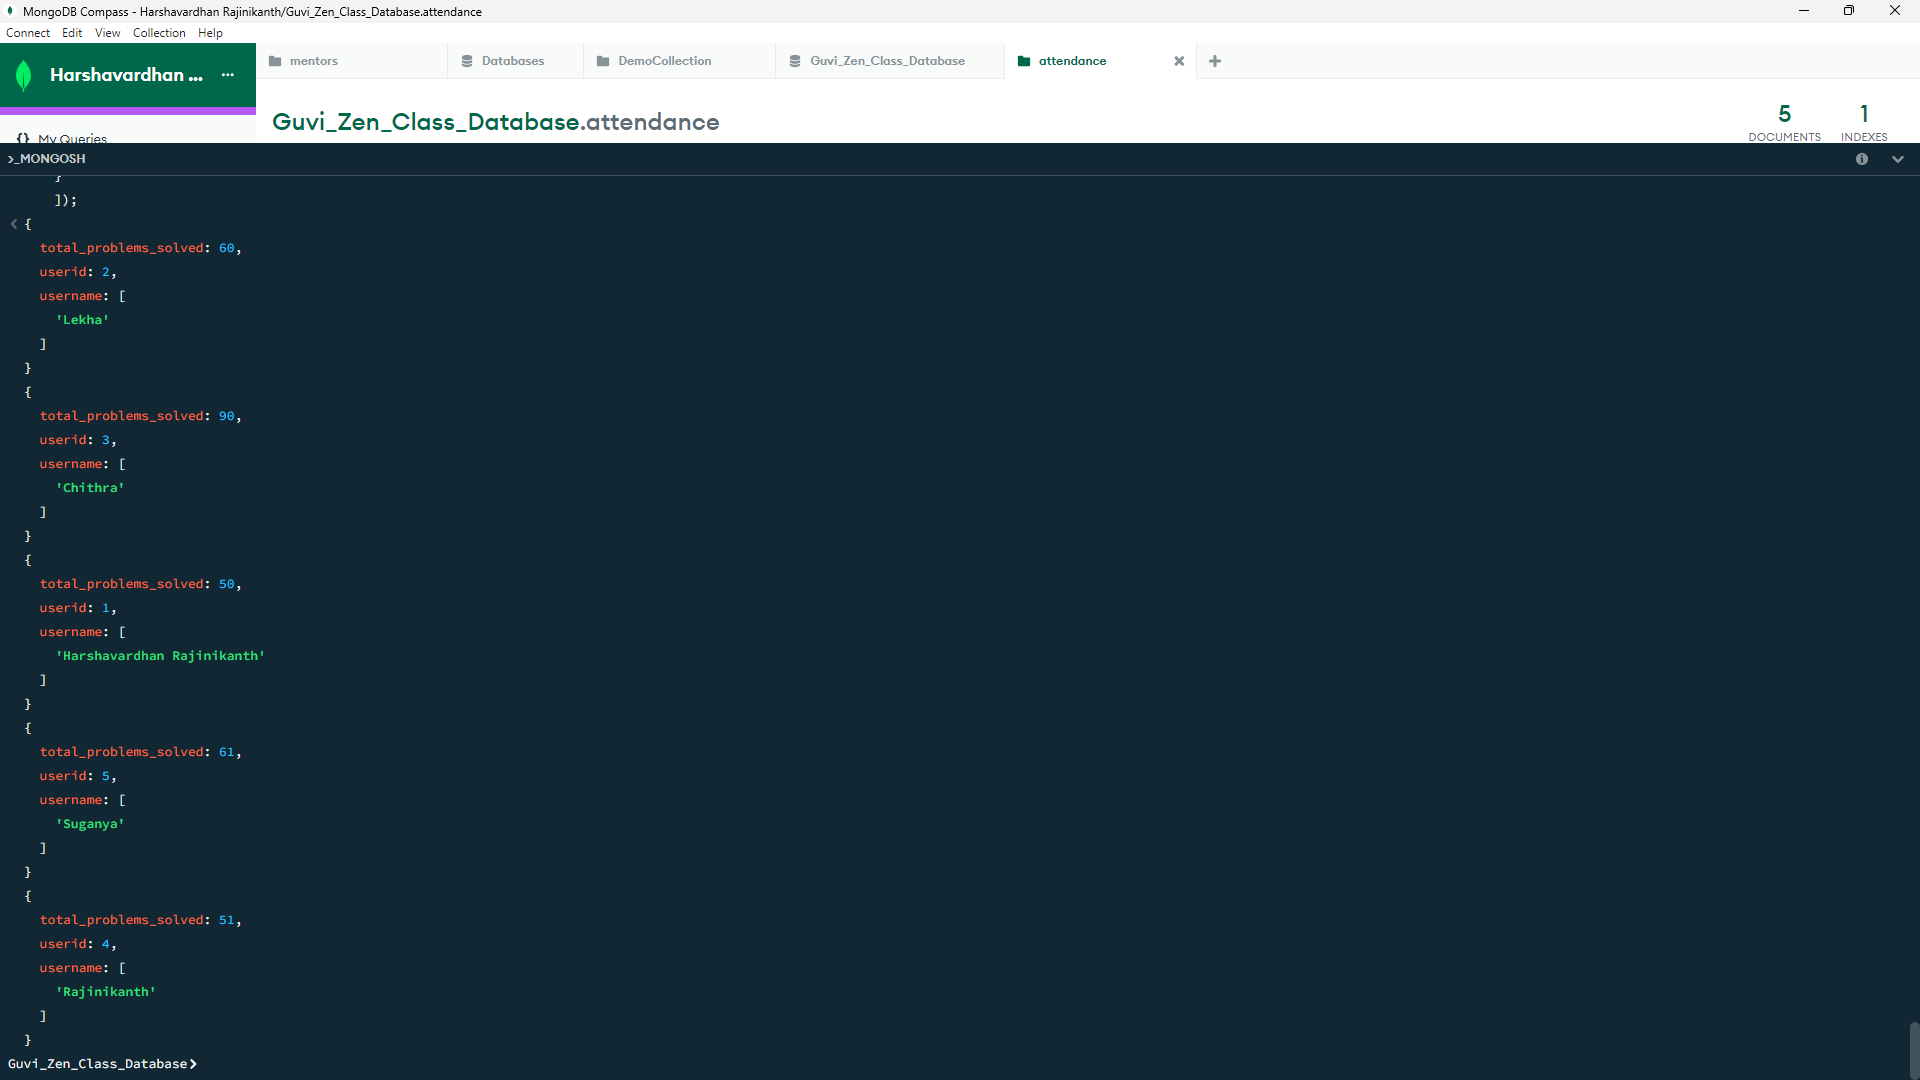 MongoDB Compass - Harshavardhan Rajinikanth/Guvi_Zen_Class_Database.attendance
Connect Edit View Collection Help
Harshavardhan ... ...
mentors Databases DemoCollection Guvi_Zen_Class_Database attendance
{} My Queries
Guvi_Zen_Class_Database.attendance
5 1
DOCUMENTS INDEXES
>_MONGOSH
}
]);
< {
total_problems_solved: 60,
userid: 2,
username: [
'Lekha'
]
}
{
total_problems_solved: 90,
userid: 3,
username: [
'Chithra'
]
}
{
total_problems_solved: 50,
userid: 1,
username: [
'Harshavardhan Rajinikanth'
]
}
{
total_problems_solved: 61,
userid: 5,
username: [
'Suganya'
]
}
{
total_problems_solved: 51,
userid: 4,
username: [
'Rajinikanth'
]
}
Guvi_Zen_Class_Database>